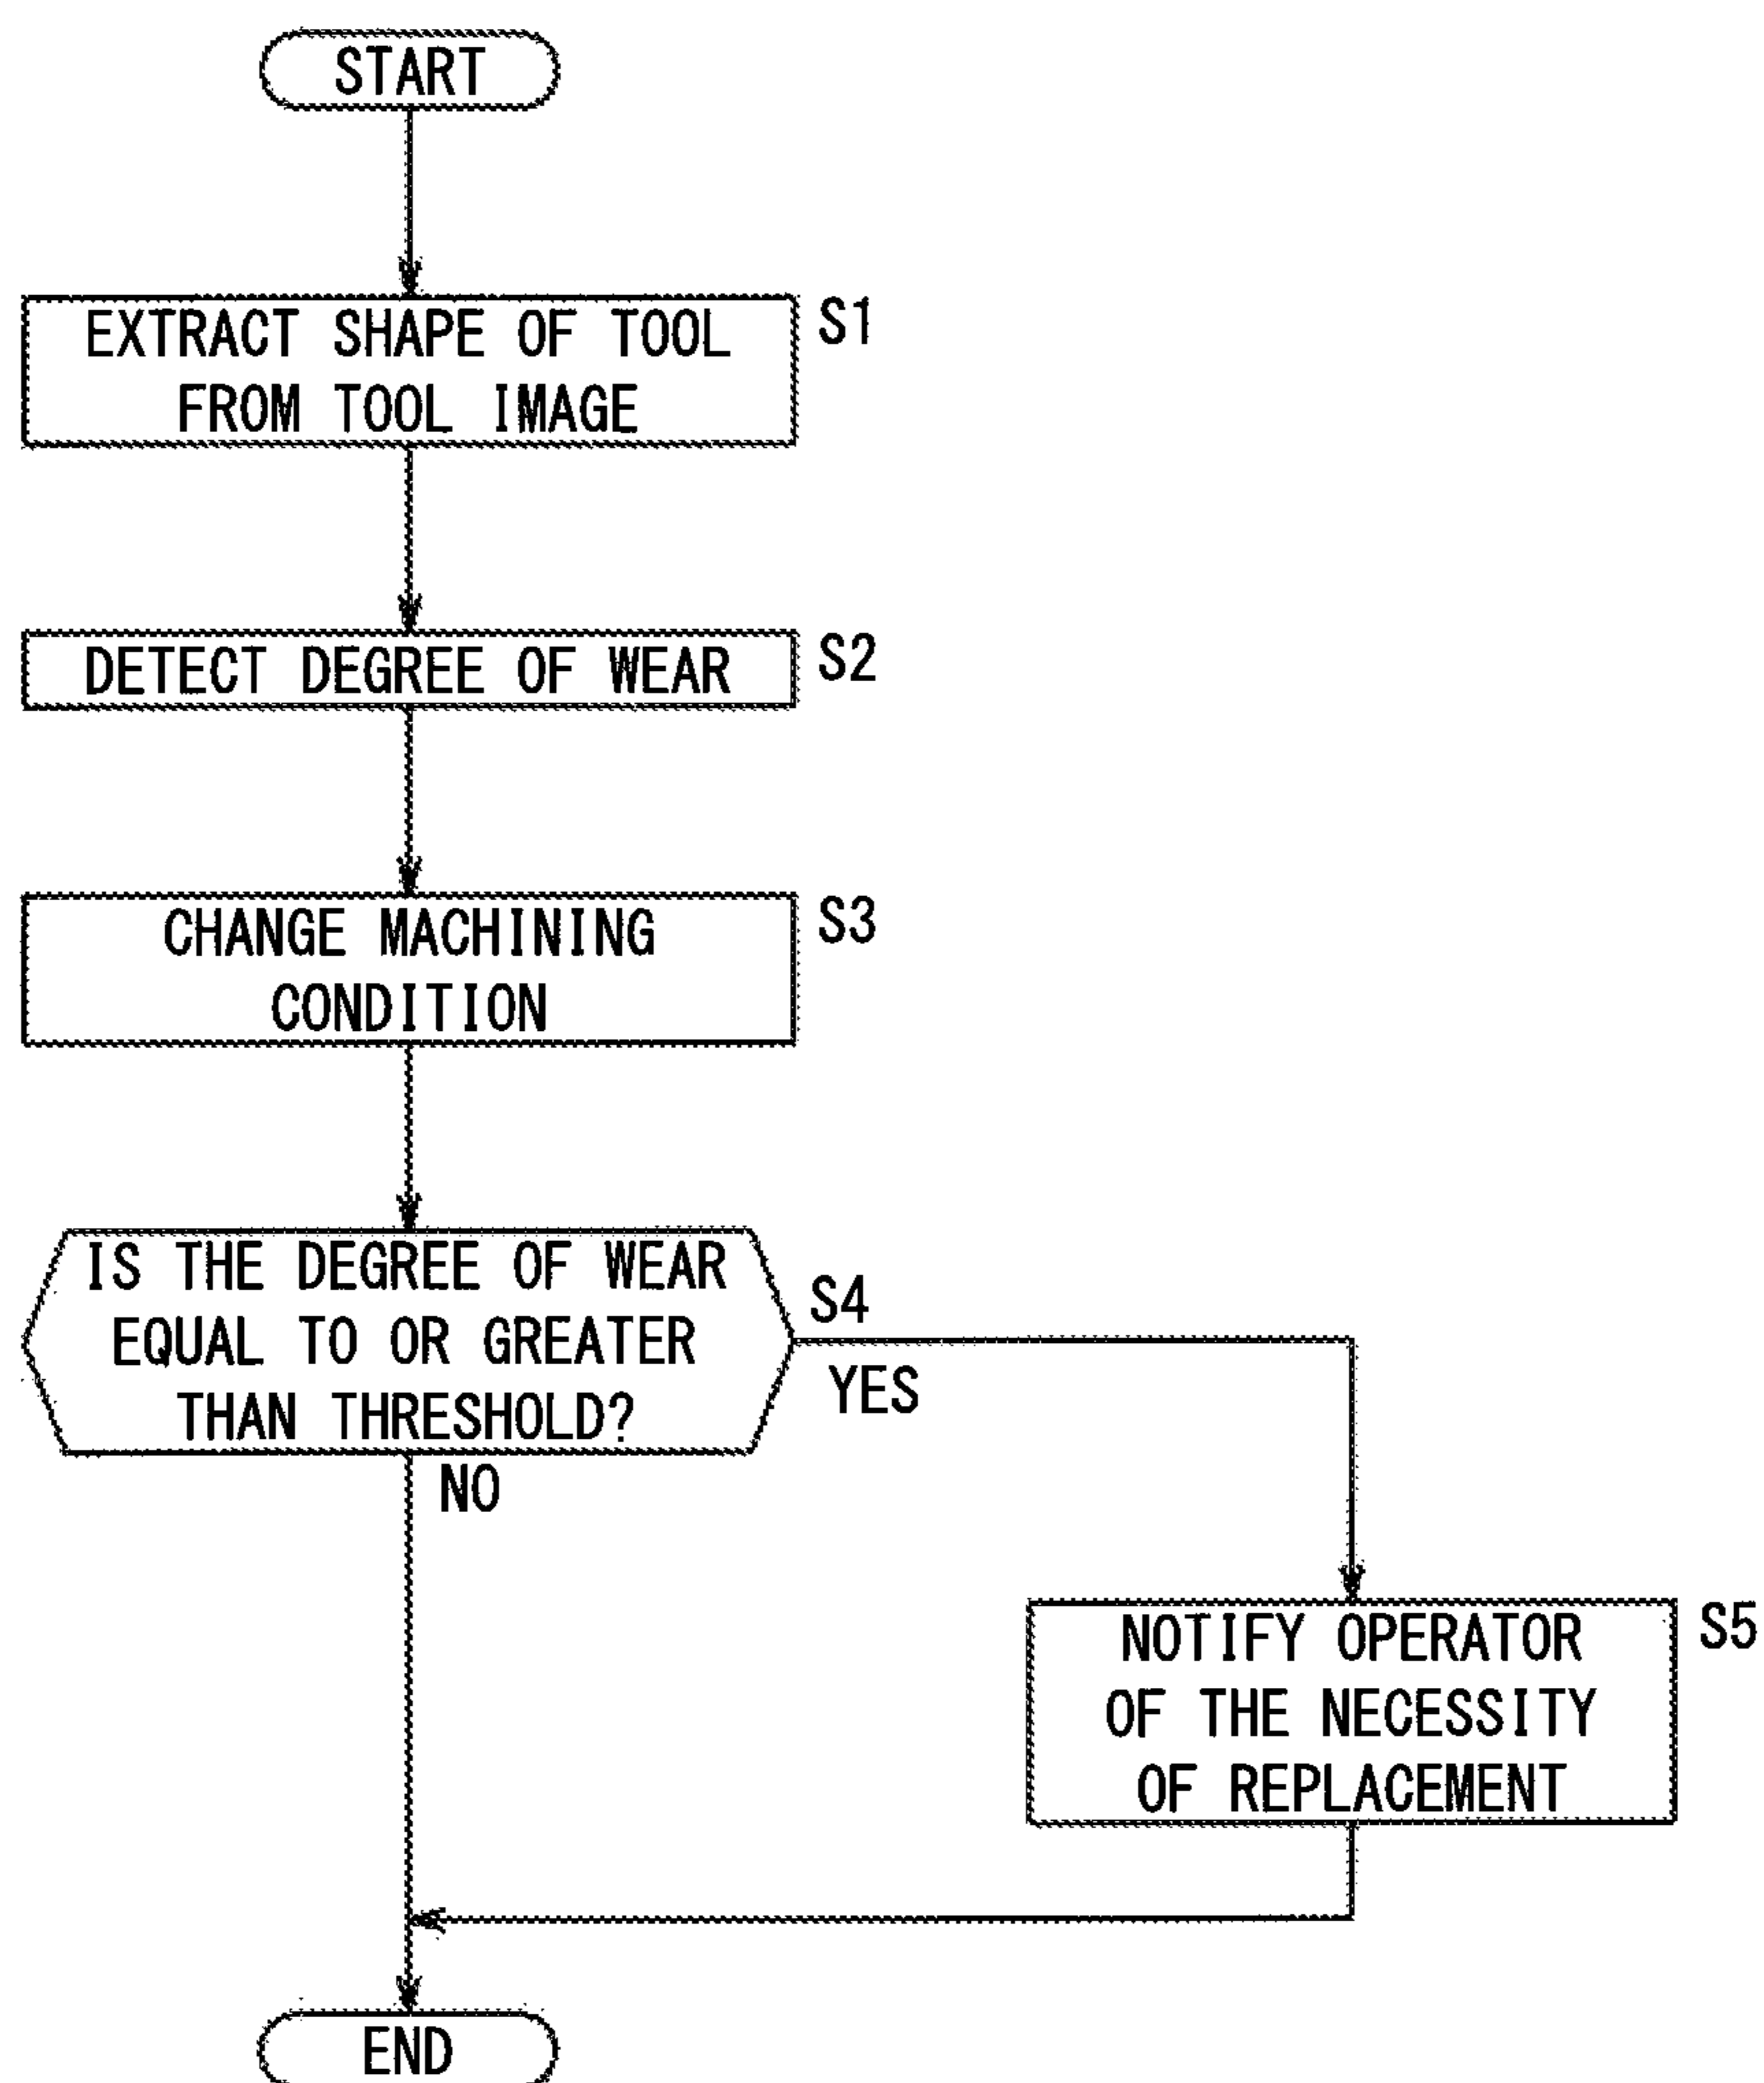 START
EXTRACT SHAPE OF TOOL
FROM TOOL IMAGE
S1
DETECT DEGREE OF WEAR
S2
CHANGE MACHINING
CONDITION
S3
IS THE DEGREE OF WEAR
EQUAL TO OR GREATER
THAN THRESHOLD?
S4
YES
NO
NOTIFY OPERATOR
OF THE NECESSITY
OF REPLACEMENT
S5
END